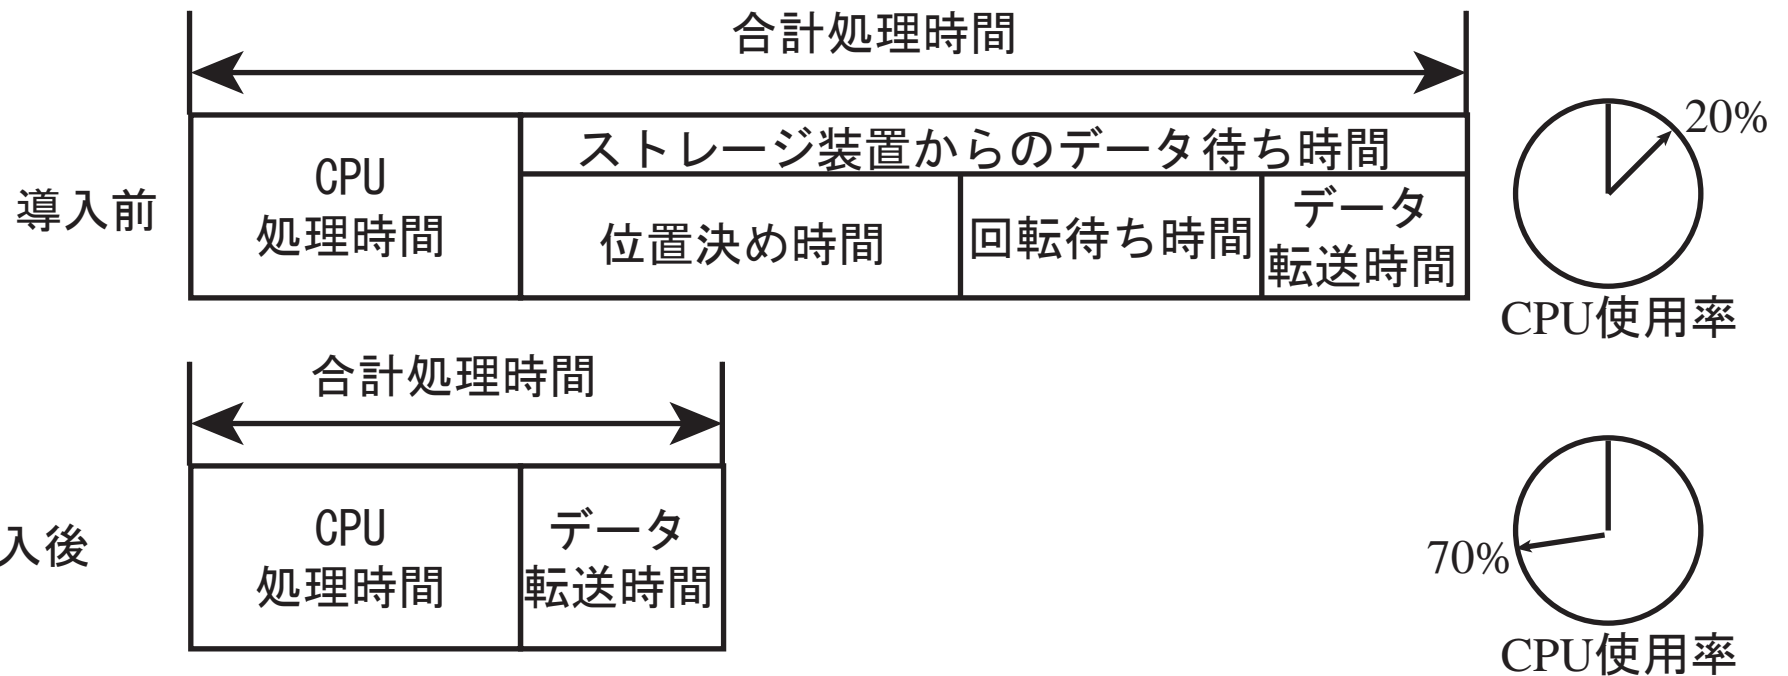 合計処理時間
導入前
CPU
処理時間
ストレージ装置からのデータ待ち時間
位置決め時間
回転待ち時間
データ
転送時間
20%
CPU使用率
合計処理時間
入後
CPU
処理時間
データ
転送時間
70%
CPU使用率